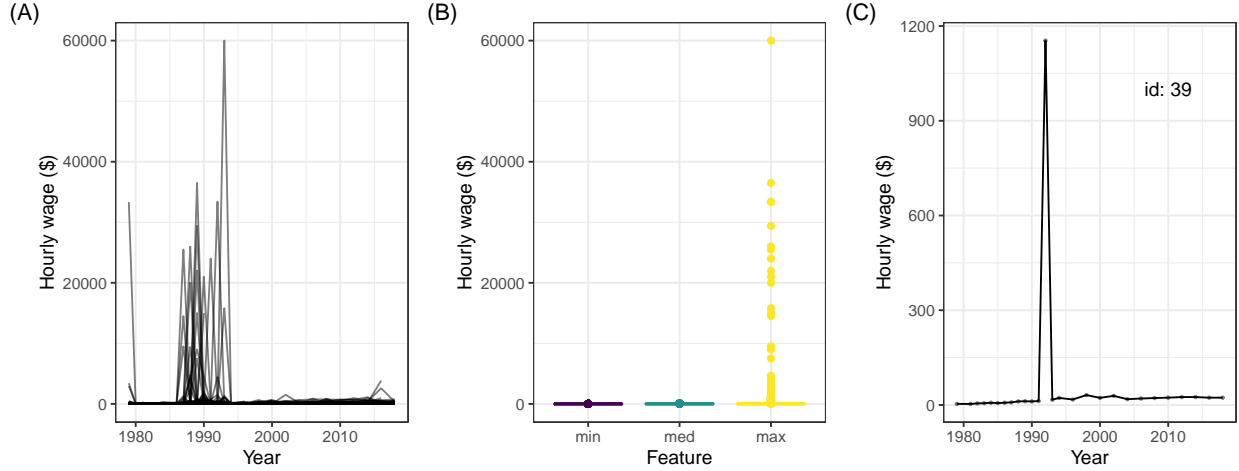 (A)
Hourly wage ($)
60000
40000
20000
0
1980 1990 2000 2010
Year
(B)
Hourly wage ($)
60000
40000
20000
0
min med max
Feature
(C)
Hourly wage ($)
1200
900
600
300
0
id: 39
1980 1990 2000 2010
Year